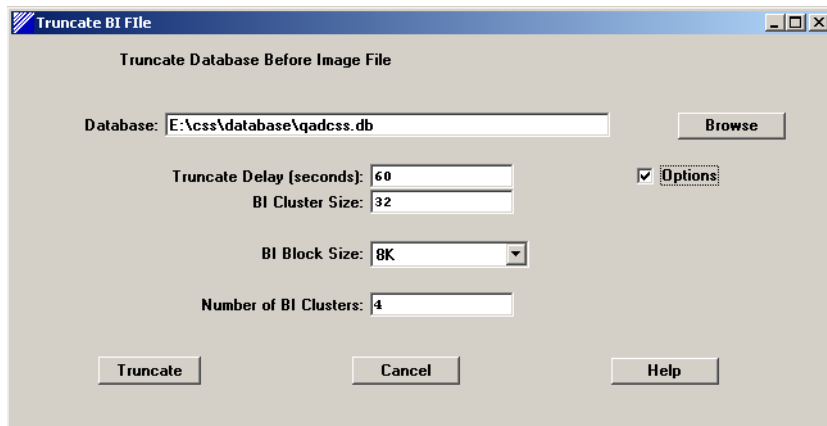 Truncate BI FIle
Truncate Database Before Image File
Database: E:\css\database\qadcss.db Browse
Truncate Delay (seconds): 60 Options
BI Cluster Size: 32
BI Block Size: 8K
Number of BI Clusters: 4
Truncate Cancel Help